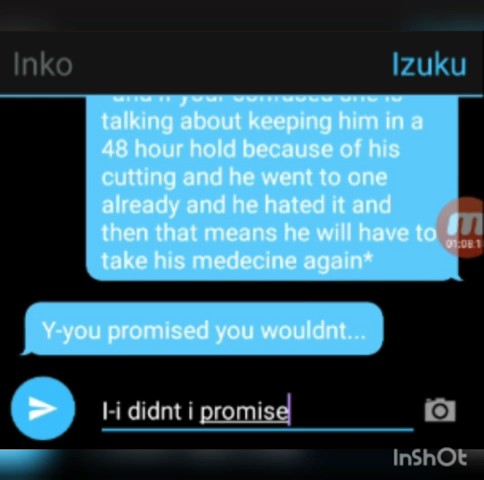 Inko
Izuku
talking about keeping him in a
48 hour hold because of his
cutting and he went to one
already and he hated it and
then that means he will have to
take his medecine again*
Y-you promised you wouldnt...
I-i didnt i promise
InShOt